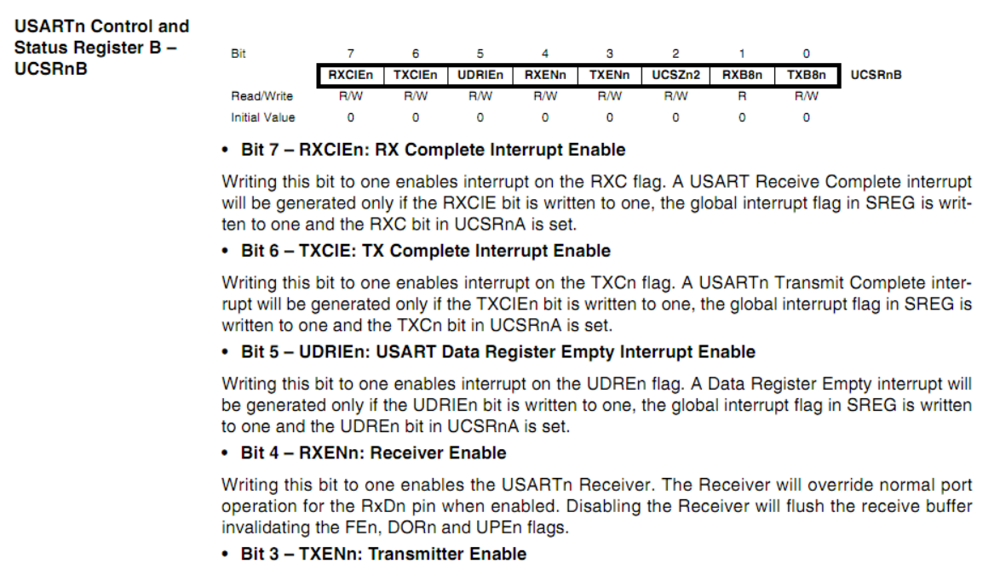 USARTn Control and
Status Register B –
UCSRnB
Bit 7 6 5 4 3 2 1 0
RXCIEn TXCIEn UDRIEn RXENn TXENn UCSZn2 RXB8n TXB8n UCSRnB
Read/Write R/W R/W R/W R/W R/W R/W R R/W
Initial Value 0 0 0 0 0 0 0 0
• Bit 7 – RXCIEn: RX Complete Interrupt Enable
Writing this bit to one enables interrupt on the RXC flag. A USART Receive Complete interrupt
will be generated only if the RXCIE bit is written to one, the global interrupt flag in SREG is writ-
ten to one and the RXC bit in UCSRnA is set.
• Bit 6 – TXCIE: TX Complete Interrupt Enable
Writing this bit to one enables interrupt on the TXCn flag. A USARTn Transmit Complete inter-
rupt will be generated only if the TXCIEn bit is written to one, the global interrupt flag in SREG is
written to one and the TXCn bit in UCSRnA is set.
• Bit 5 – UDRIEn: USART Data Register Empty Interrupt Enable
Writing this bit to one enables interrupt on the UDREn flag. A Data Register Empty interrupt will
be generated only if the UDRIEn bit is written to one, the global interrupt flag in SREG is written
to one and the UDREn bit in UCSRnA is set.
• Bit 4 – RXENn: Receiver Enable
Writing this bit to one enables the USARTn Receiver. The Receiver will override normal port
operation for the RxDn pin when enabled. Disabling the Receiver will flush the receive buffer
invalidating the FEn, DORn and UPEn flags.
• Bit 3 – TXENn: Transmitter Enable